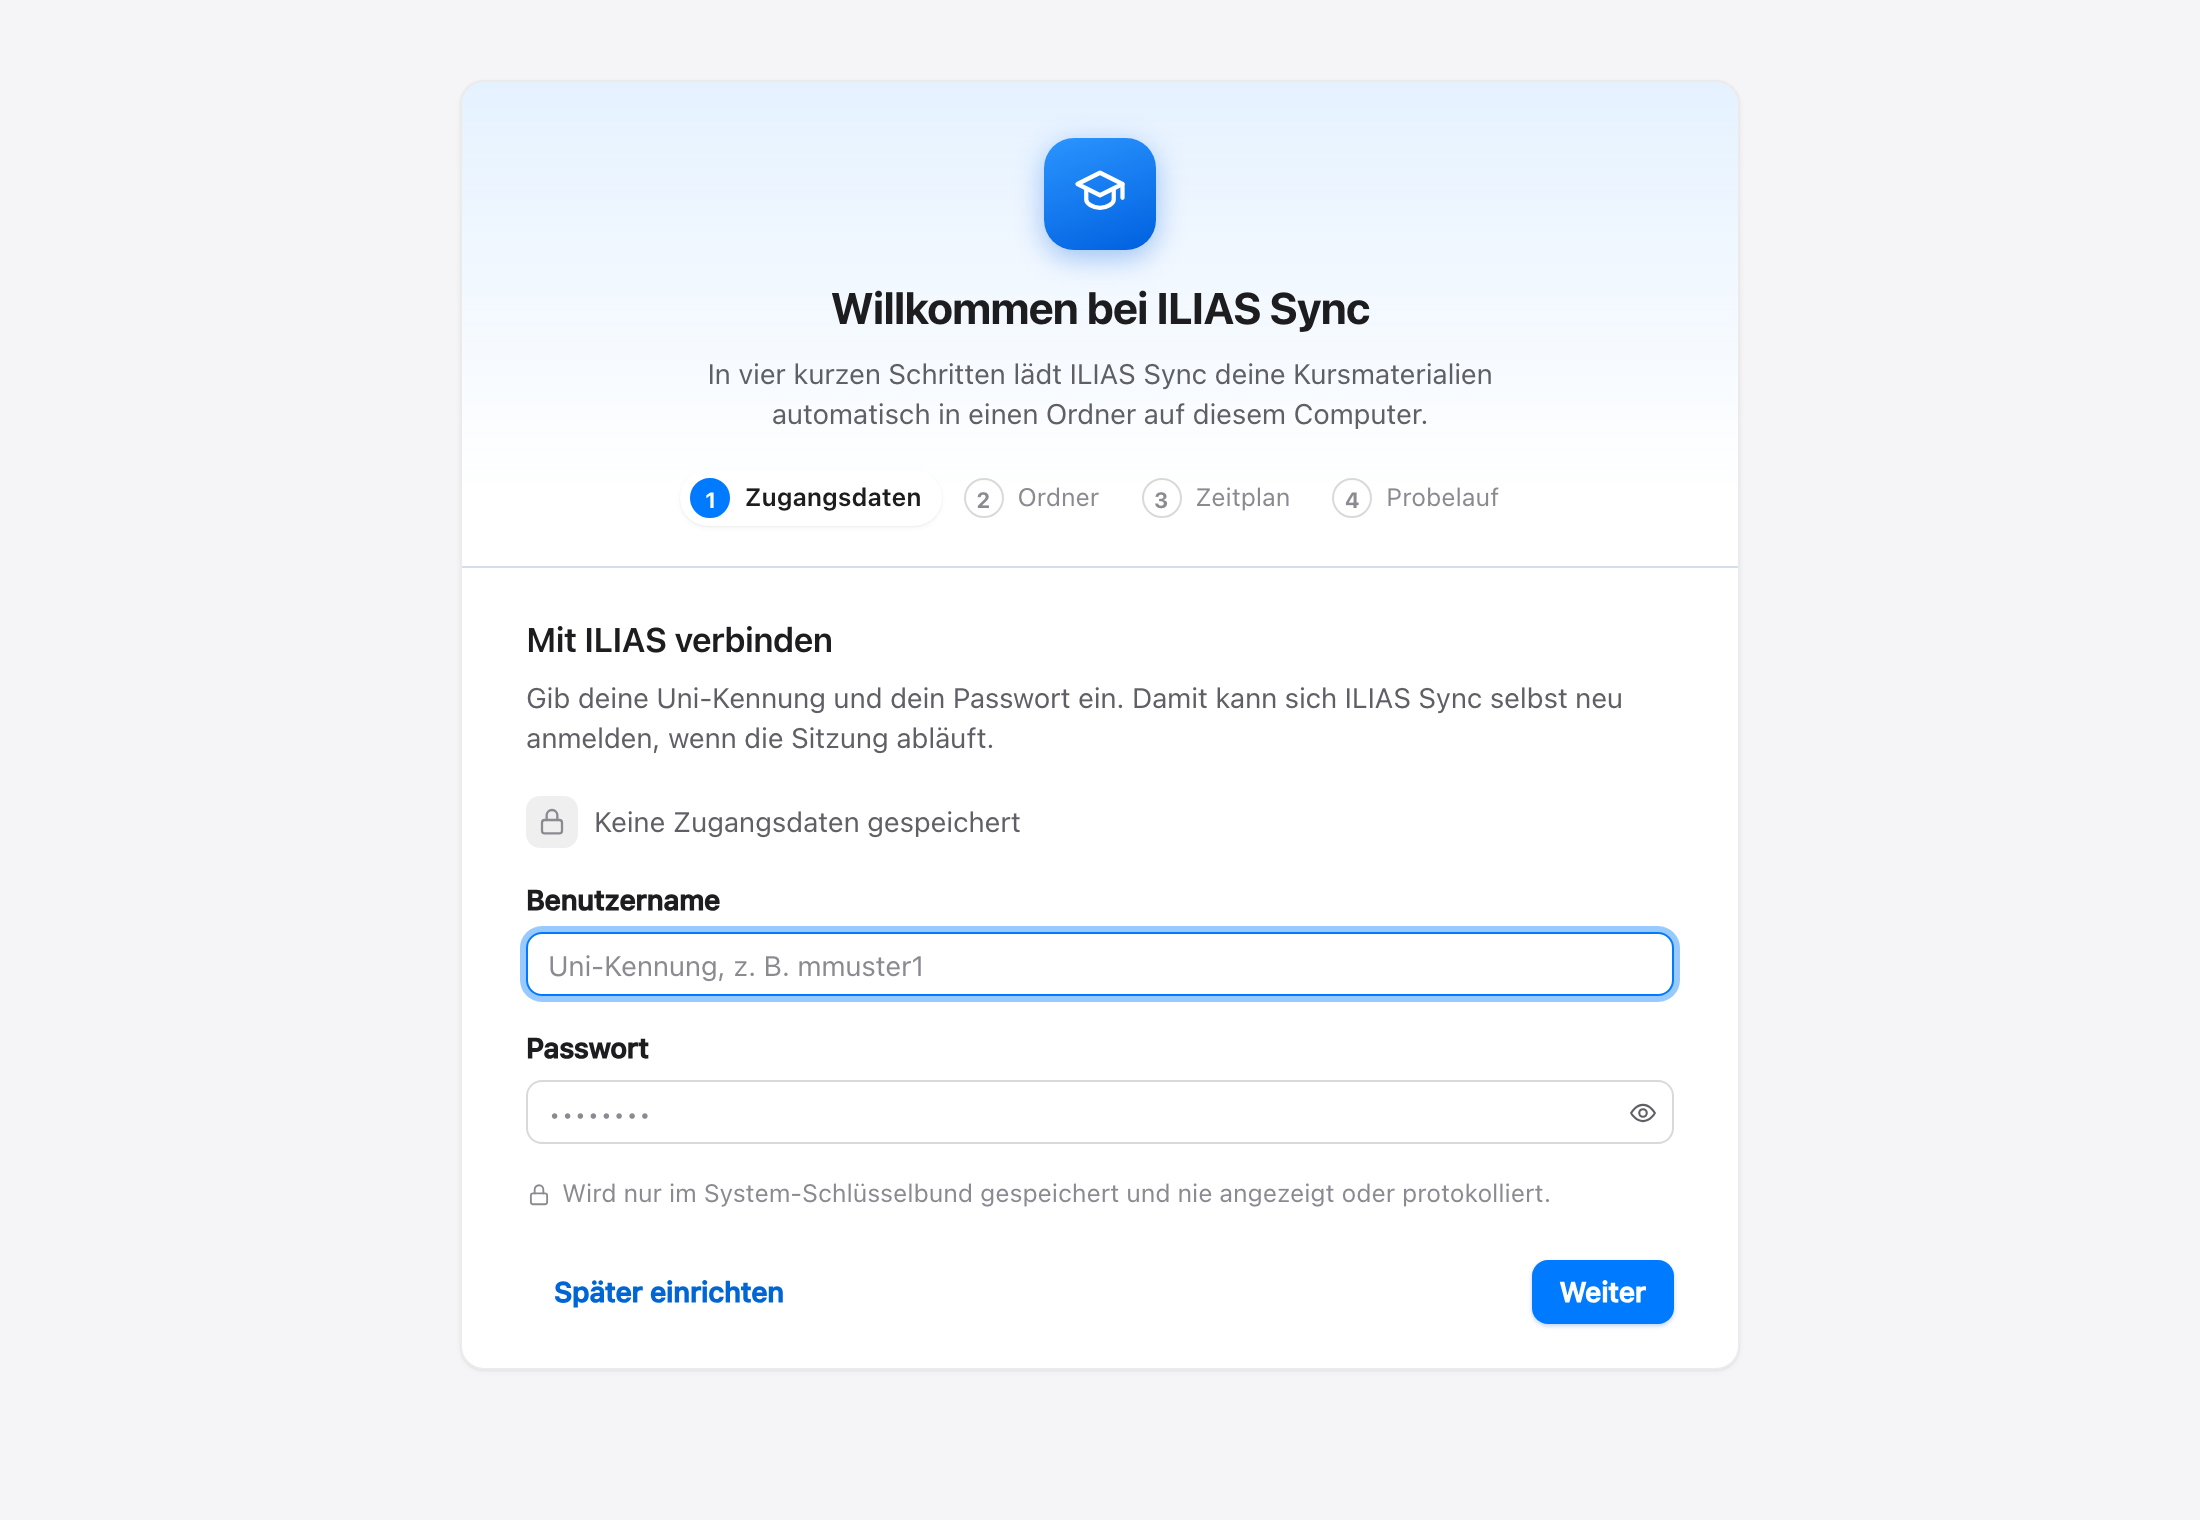 Willkommen bei ILIAS Sync
In vier kurzen Schritten lädt ILIAS Sync deine Kursmaterialien
automatisch in einen Ordner auf diesem Computer.
1 Zugangsdaten 2 Ordner 3 Zeitplan 4 Probelauf
Mit ILIAS verbinden
Gib deine Uni-Kennung und dein Passwort ein. Damit kann sich ILIAS Sync selbst neu
anmelden, wenn die Sitzung abläuft.
Keine Zugangsdaten gespeichert
Benutzername
Uni-Kennung, z. B. mmuster1
Passwort
••••••••
Wird nur im System-Schlüsselbund gespeichert und nie angezeigt oder protokolliert.
Später einrichten Weiter